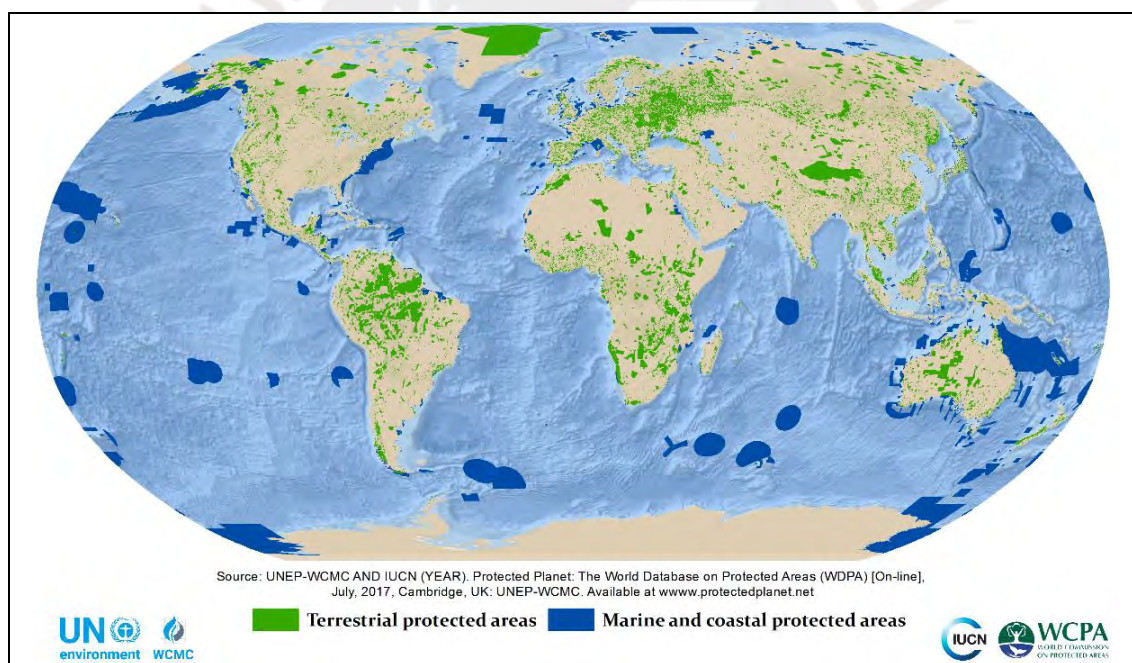 Source: UNEP-WCMC AND IUCN (YEAR). Protected Planet: The World Database on Protected Areas (WDPA) [On-line],
July, 2017, Cambridge, UK: UNEP-WCMC. Available at wwww.protectedplanet.net
Terrestrial protected areas
Marine and coastal protected areas
UN
environment
WCMC
IUCN
WCPA
WORLD COMMISSION
ON PROTECTED AREAS